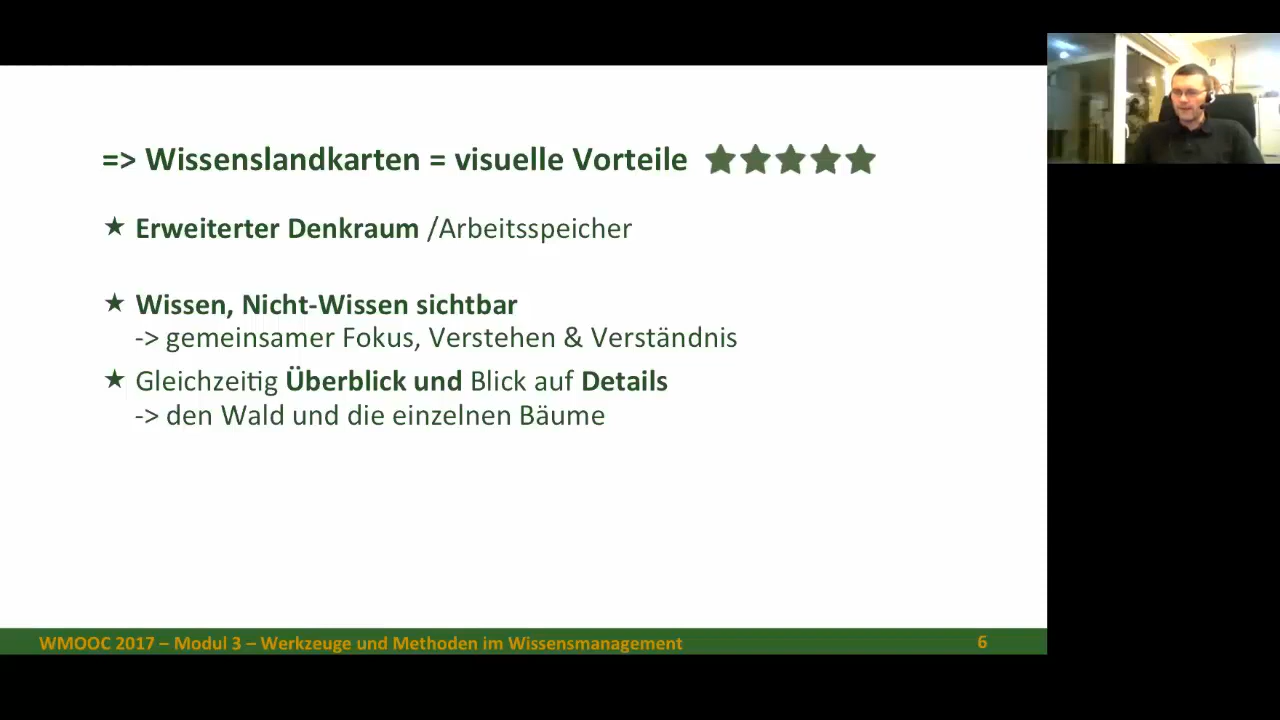 => Wissenslandkarten = visuelle Vorteile ★★★★★
★ Erweiterter Denkraum /Arbeitsspeicher
★ Wissen, Nicht-Wissen sichtbar
-> gemeinsamer Fokus, Verstehen & Verständnis
★ Gleichzeitig Überblick und Blick auf Details
-> den Wald und die einzelnen Bäume
WMOOC 2017 – Modul 3 – Werkzeuge und Methoden im Wissensmanagement 6